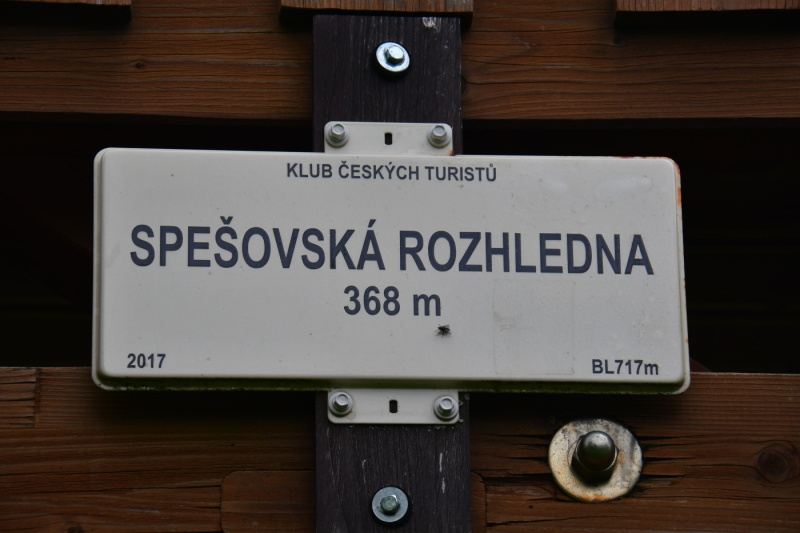 KLUB ČESKÝCH TURISTŮ
SPEŠOVSKÁ ROZHLEDNA
368 m
2017 BL717m